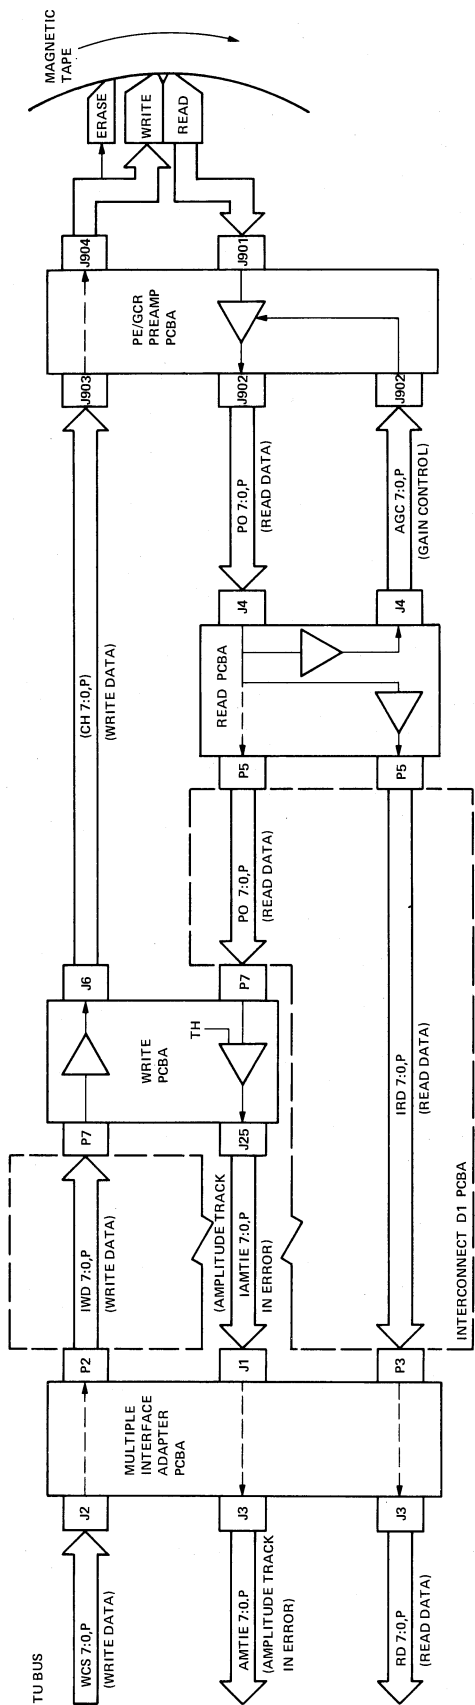 TU BUS
WCS 7:0,P
(WRITE DATA)
J2
MULTIPLE
INTERFACE
ADAPTER
PCBA
P2
IWD 7:0,P
(WRITE DATA)
P7
WRITE
PCBA
J6
(CH 7:0,P)
(WRITE DATA)
J903
PE/GCR
PREAMP
PCBA
J904
ERASE
WRITE
READ
MAGNETIC
TAPE
AMTIE 7:0,P
(AMPLITUDE TRACK
IN ERROR)
J3
J1
(AMPLITUDE TRACK
IAMTIE 7:0,P
IN ERROR)
J25
TH
P7
PO 7:0,P
(READ DATA)
P5
READ PCBA
J4
PO 7:0,P
(READ DATA)
J902
J901
RD 7:0,P
(READ DATA)
J3
P3
IRD 7:0,P
(READ DATA)
P5
J4
AGC 7:0,P
(GAIN CONTROL)
J902
INTERCONNECT D1 PCBA